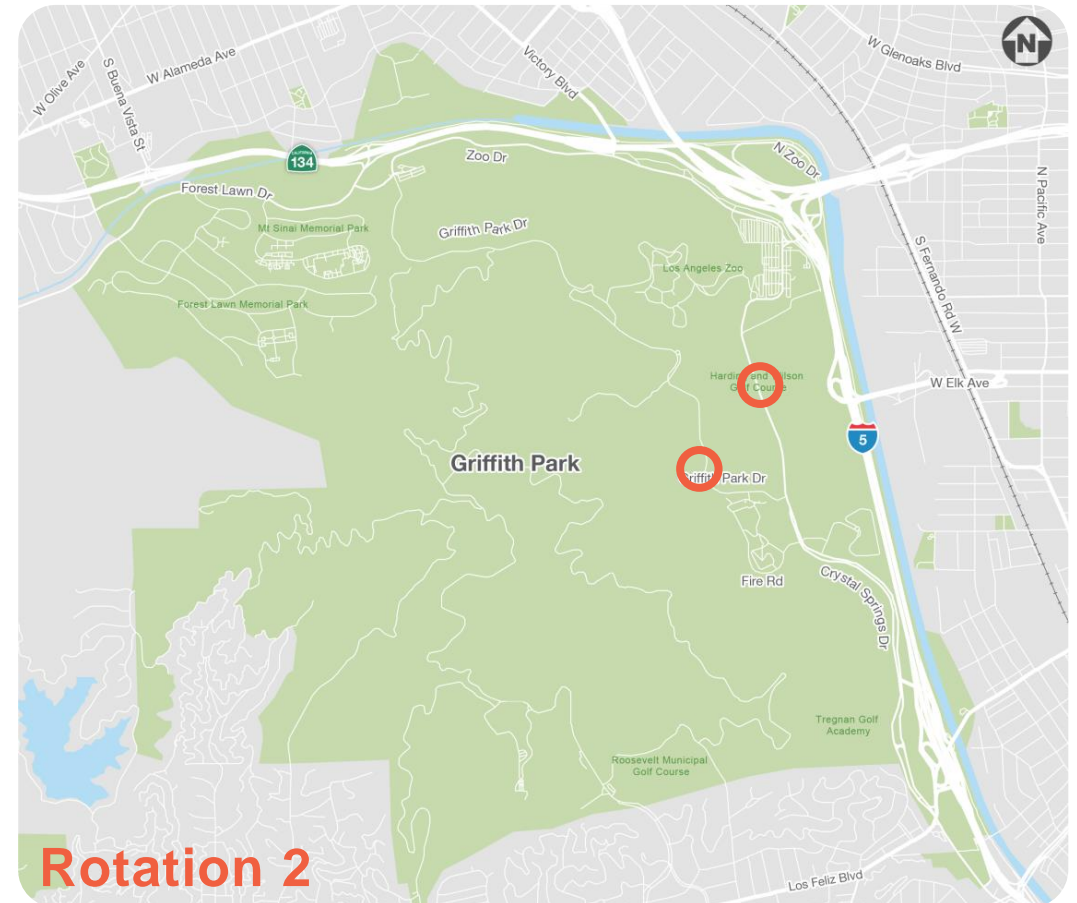 N
W Olive Ave
S Buena Vista St
W Alameda Ave
Victory Blvd
W Glenoaks Blvd
CALIFORNIA
134
Zoo Dr
N Zoo Dr
Forest Lawn Dr
N Pacific Ave
Mt Sinai Memorial Park
Griffith Park Dr
S Fernando Rd W
Los Angeles Zoo
Forest Lawn Memorial Park
Golf Course
W Elk Ave
5
Griffith Park
Griffith Park Dr
Fire Rd
Crystal Springs Dr
Tregnan Golf
Academy
Roosevelt Municipal
Golf Course
Rotation 2
Los Feliz Blvd